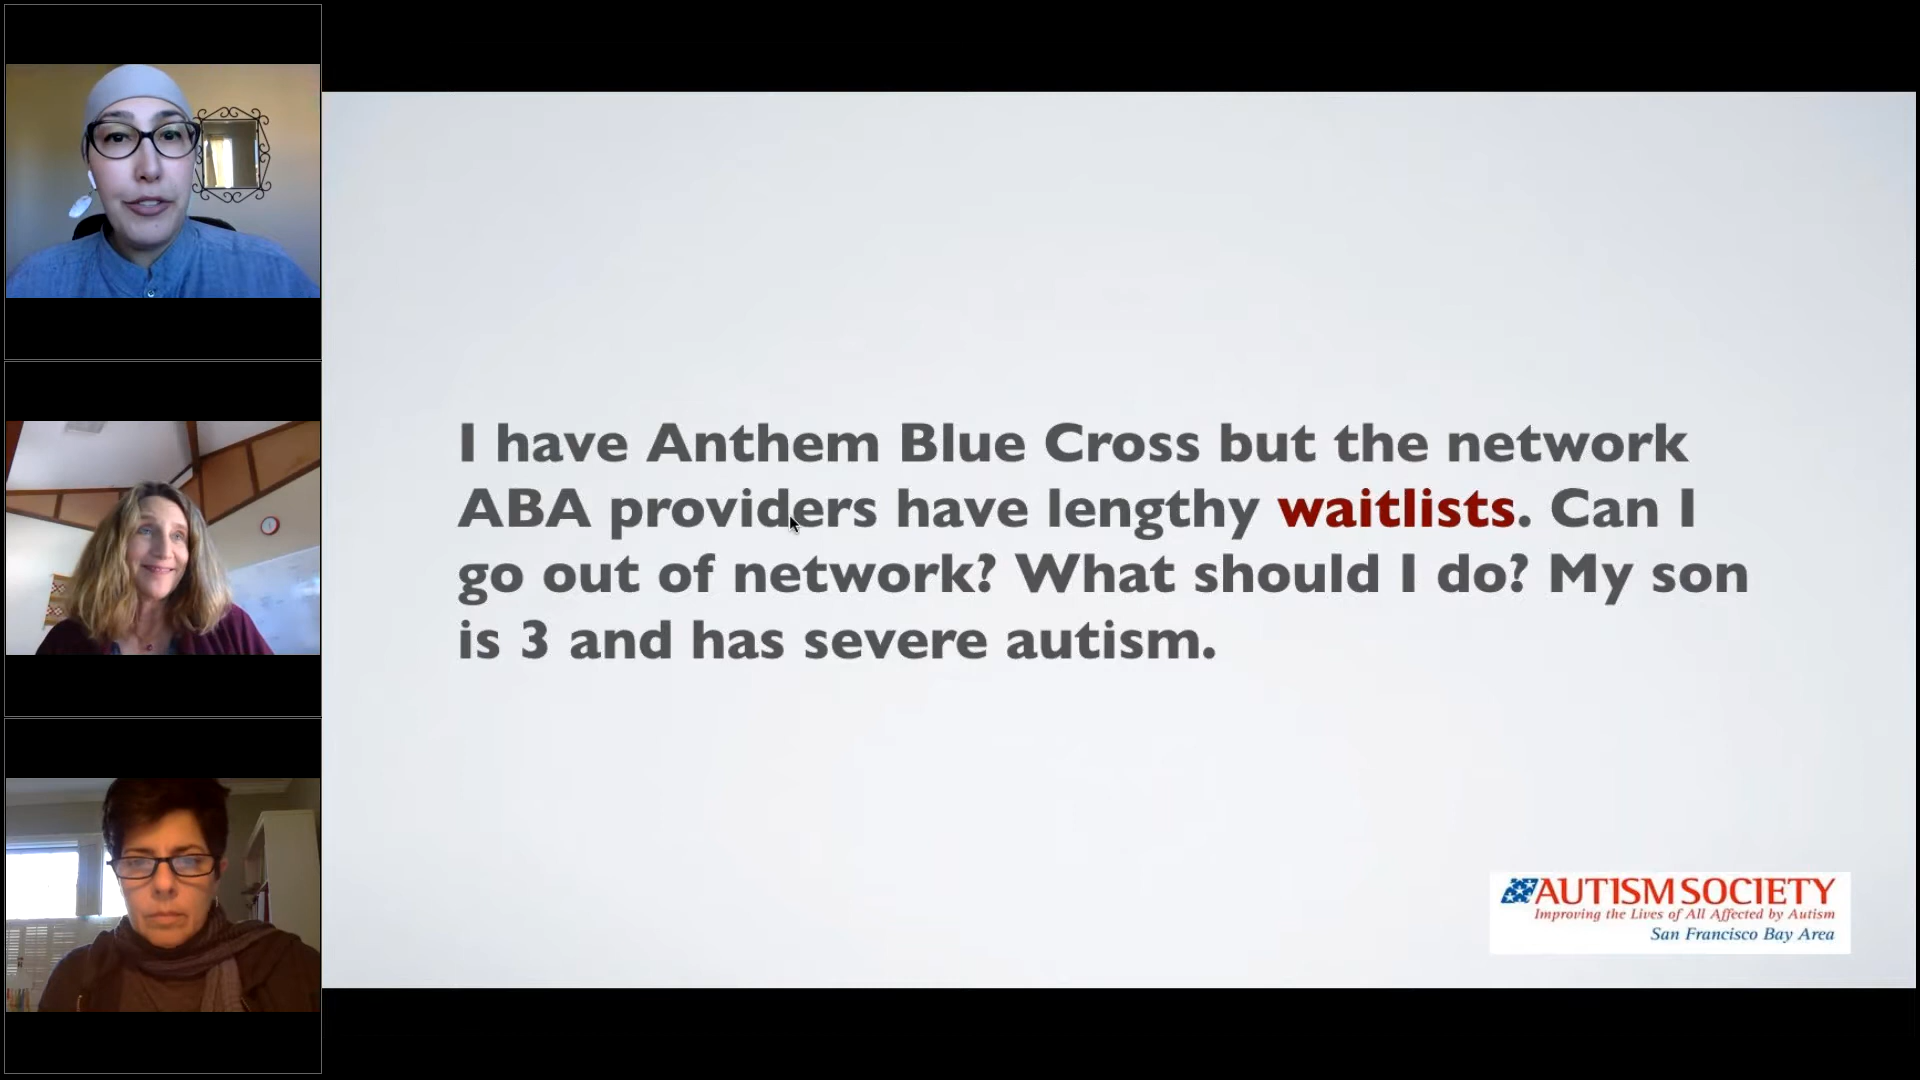 I have Anthem Blue Cross but the network
ABA providers have lengthy waitlists. Can I
go out of network? What should I do? My son
is 3 and has severe autism.
AUTISM SOCIETY
Improving the Lives of All Affected by Autism
San Francisco Bay Area